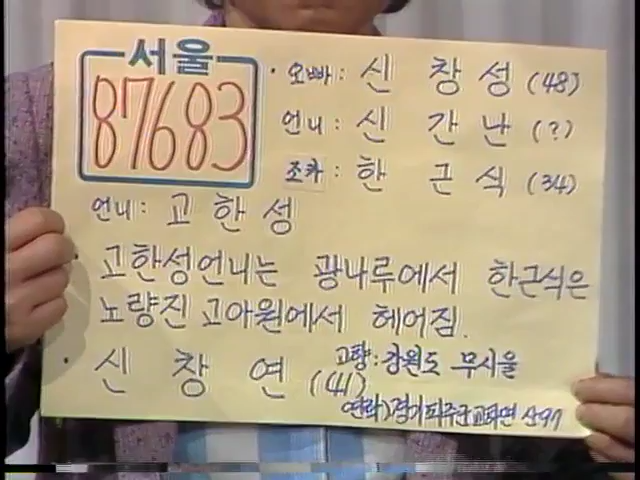 서울
87683
· 오빠: 신 창 성 (48)
언니: 신 간 난 (?)
조카: 한 근 식 (34)
언니: 고 한 성
· 고한성언니는 광나루에서 한근식은
노량진 고아원에서 헤어짐.
· 신 창 연 (41)
고향: 강원도 무시울
연락)경기파주군교하면 산97